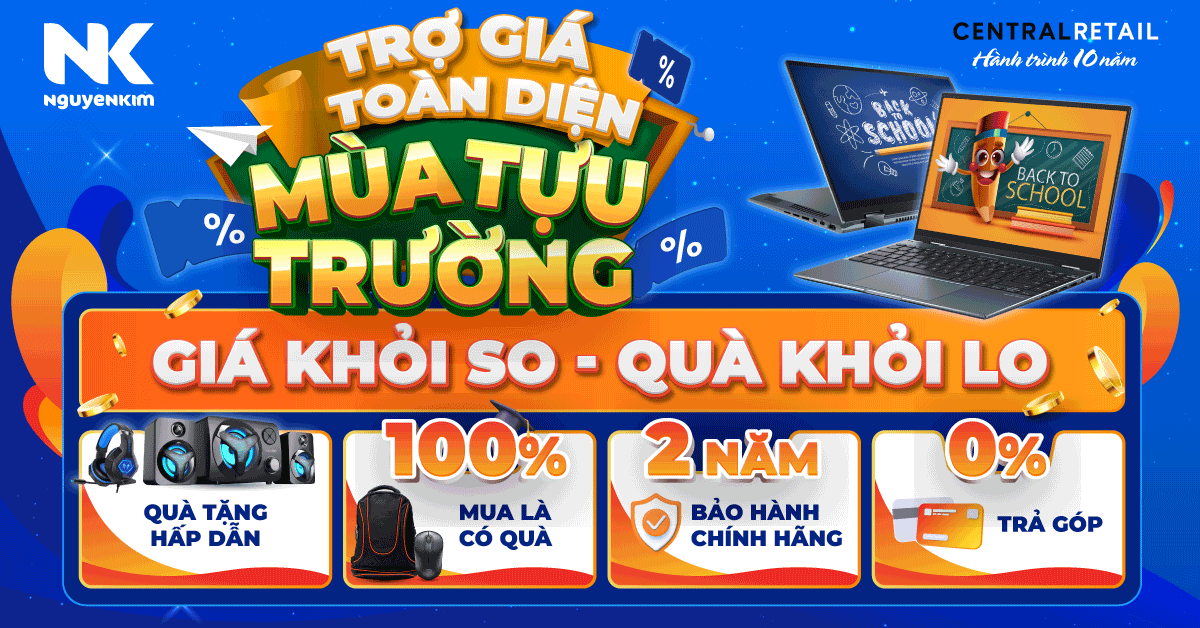 NK
NGUYENKIM
CENTRALRETAIL
Hành trình 10 năm
TRỢ GIÁ
TOÀN DIỆN
MÙA TỰU
TRƯỜNG
%
%
%
BACK
TO
SCHOOL
BACK TO
SCHOOL
GIÁ KHỎI SO - QUÀ KHỎI LO
QUÀ TẶNG
HẤP DẪN
100%
MUA LÀ
CÓ QUÀ
2 NĂM
BẢO HÀNH
CHÍNH HÃNG
0%
TRẢ GÓP